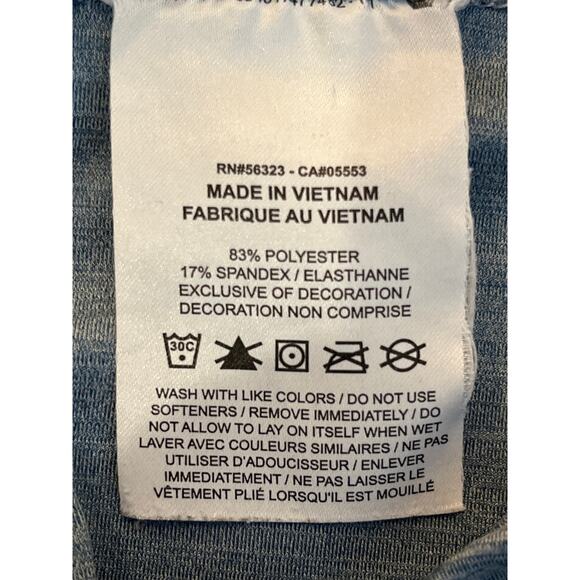 RN#56323 - CA#05553
MADE IN VIETNAM
FABRIQUE AU VIETNAM
83% POLYESTER
17% SPANDEX / ELASTHANNE
EXCLUSIVE OF DECORATION /
DECORATION NON COMPRISE
30C
WASH WITH LIKE COLORS / DO NOT USE
SOFTENERS / REMOVE IMMEDIATELY / DO
NOT ALLOW TO LAY ON ITSELF WHEN WET
LAVER AVEC COULEURS SIMILAIRES / NE PAS
UTILISER D'ADOUCISSEUR / ENLEVER
IMMEDIATEMENT / NE PAS LAISSER LE
VÊTEMENT PLIÉ LORSQU'IL EST MOUILLÉ